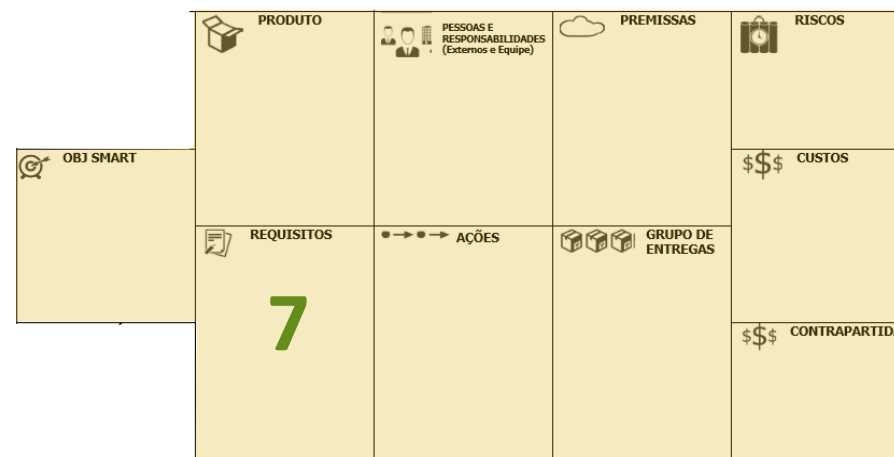 PRODUTO
PESSOAS E
RESPONSABILIDADES
(Externos e Equipe)
PREMISSAS
RISCOS
OBJ SMART
$$$ CUSTOS
REQUISITOS
AÇÕES
GRUPO DE
ENTREGAS
7
$$$ CONTRAPARTIDA